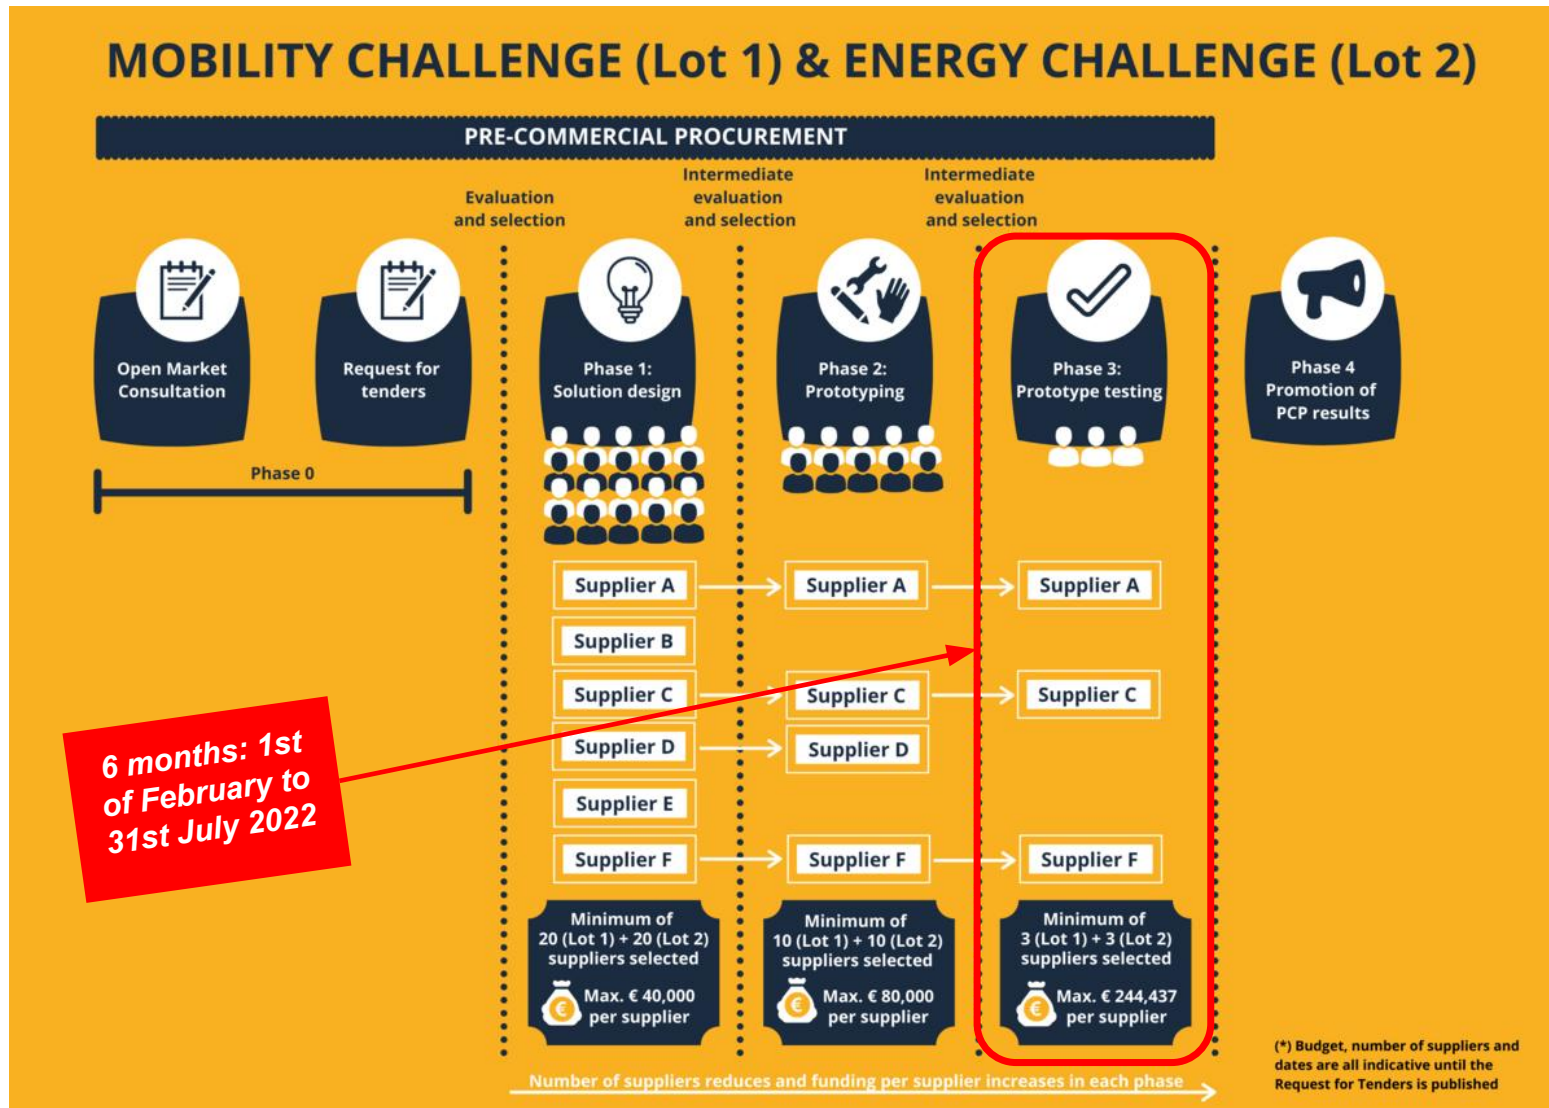 MOBILITY CHALLENGE (Lot 1) & ENERGY CHALLENGE (Lot 2)
PRE-COMMERCIAL PROCUREMENT
Evaluation
and selection
Intermediate
evaluation
and selection
Intermediate
evaluation
and selection
Open Market
Consultation
Request for
tenders
Phase 0
Phase 1:
Solution design
Phase 2:
Prototyping
Phase 3:
Prototype testing
Phase 4
Promotion of
PCP results
Supplier A
Supplier A
Supplier A
Supplier B
Supplier C
Supplier C
Supplier C
Supplier D
Supplier D
Supplier E
Supplier F
Supplier F
Supplier F
6 months: 1st
of February to
31st July 2022
Minimum of
20 (Lot 1) + 20 (Lot 2)
suppliers selected
€
Max. € 40,000
per supplier
Minimum of
10 (Lot 1) + 10 (Lot 2)
suppliers selected
€
Max. € 80,000
per supplier
Minimum of
3 (Lot 1) + 3 (Lot 2)
suppliers selected
€
Max. € 244,437
per supplier
Number of suppliers reduces and funding per supplier increases in each phase
(*) Budget, number of suppliers and
dates are all indicative until the
Request for Tenders is published